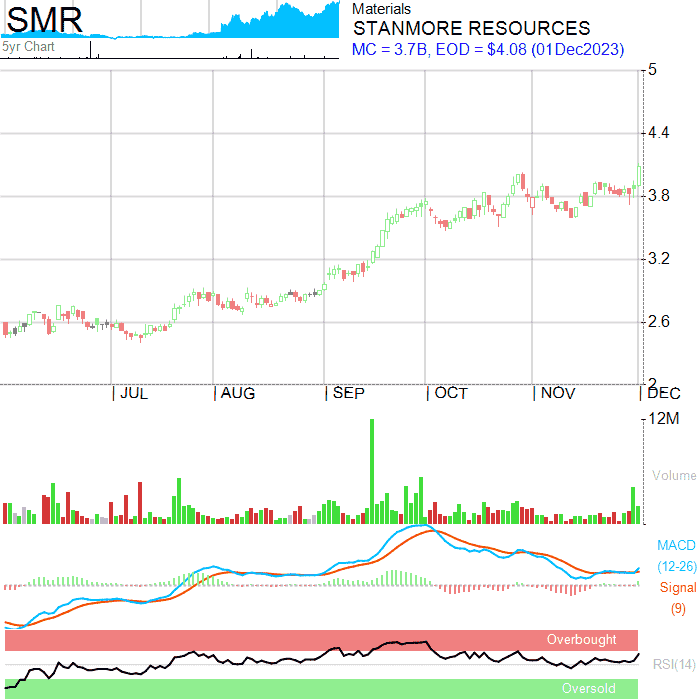 SMR
5yr Chart
Materials
STANMORE RESOURCES
MC = 3.7B, EOD = $4.08 (01Dec2023)
5
4.4
3.8
3.2
2.6
2
JUL AUG SEP OCT NOV DEC
12M
Volume
MACD
(12-26)
Signal
(9)
Overbought
RSI(14)
Oversold